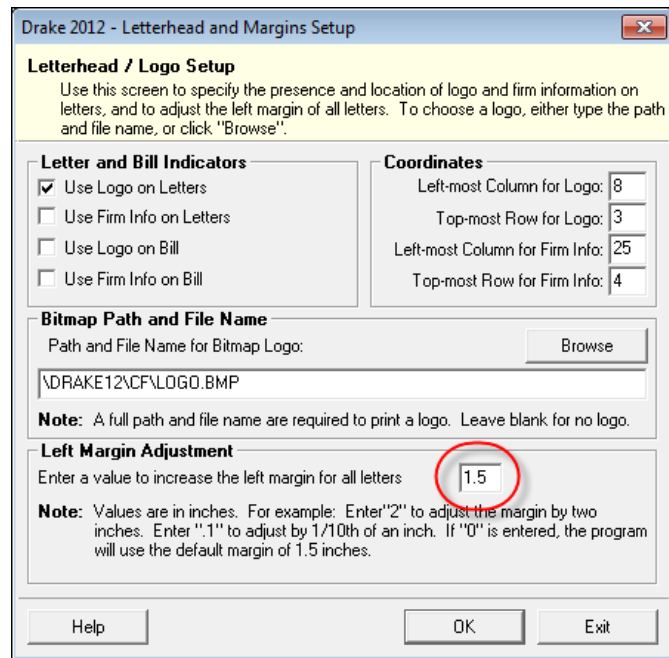 Drake 2012 - Letterhead and Margins Setup
Letterhead / Logo Setup
Use this screen to specify the presence and location of logo and firm information on
letters, and to adjust the left margin of all letters. To choose a logo, either type the path
and file name, or click "Browse".
Letter and Bill Indicators
Use Logo on Letters
Use Firm Info on Letters
Use Logo on Bill
Use Firm Info on Bill
Coordinates
Left-most Column for Logo: 8
Top-most Row for Logo: 3
Left-most Column for Firm Info: 25
Top-most Row for Firm Info: 4
Bitmap Path and File Name
Path and File Name for Bitmap Logo:
Browse
\DRAKE12\CF\LOGO.BMP
Note: A full path and file name are required to print a logo. Leave blank for no logo.
Left Margin Adjustment
Enter a value to increase the left margin for all letters 1.5
Note: Values are in inches. For example: Enter"2" to adjust the margin by two
inches. Enter ".1" to adjust by 1/10th of an inch. If "0" is entered, the program
will use the default margin of 1.5 inches.
Help
OK
Exit